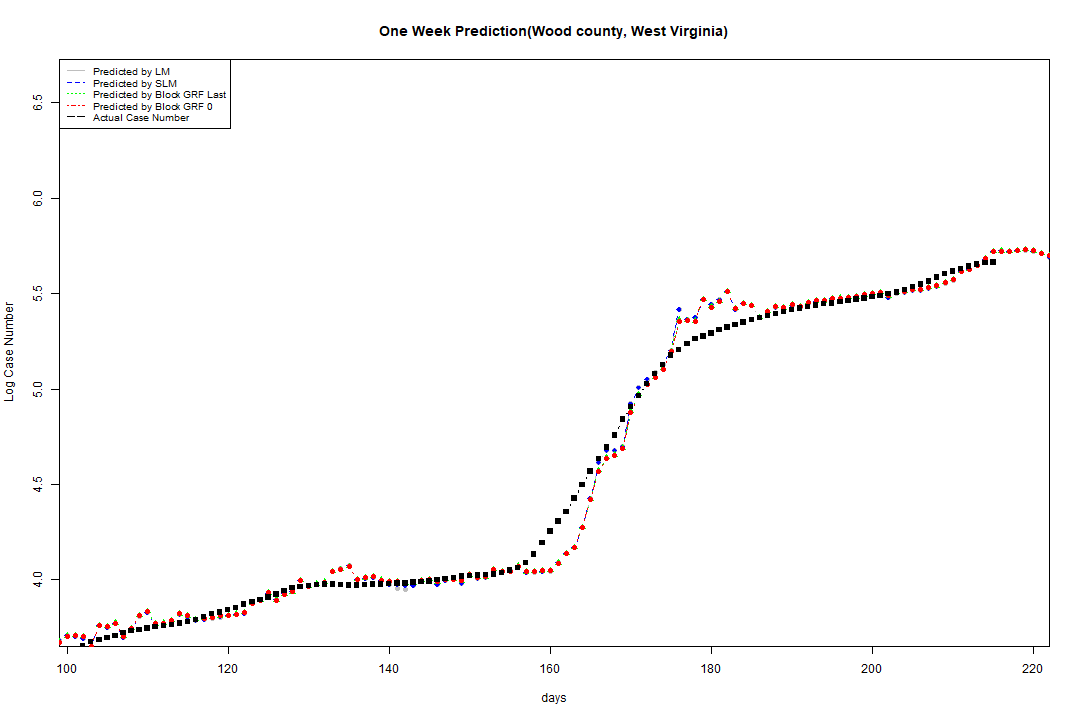 One Week Prediction(Wood county, West Virginia)
Predicted by LM
Predicted by SLM
Predicted by Block GRF Last
Predicted by Block GRF 0
Actual Case Number
Log Case Number
6.5
6.0
5.5
5.0
4.5
4.0
100 120 140 160 180 200 220
days